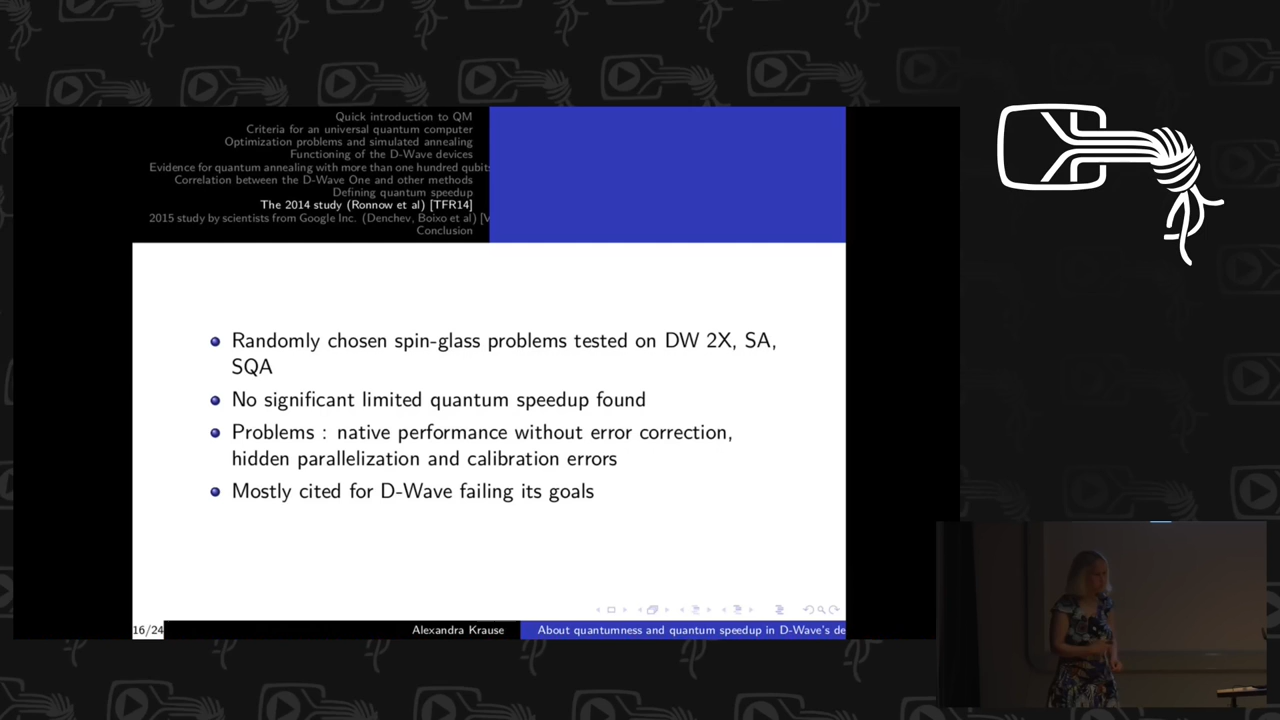 Quick introduction to QM
Criteria for an universal quantum computer
Optimization problems and simulated annealing
Functioning of the D-Wave devices
Evidence for quantum annealing with more than one hundred qubits
Correlation between the D-Wave One and other methods
Defining quantum speedup
The 2014 study (Ronnow et al) [TFR14]
2015 study by scientists from Google Inc. (Denchev, Boixo et al) [V
Conclusion
Randomly chosen spin-glass problems tested on DW 2X, SA,
SQA
No significant limited quantum speedup found
Problems : native performance without error correction,
hidden parallelization and calibration errors
Mostly cited for D-Wave failing its goals
16/24
Alexandra Krause
About quantumness and quantum speedup in D-Wave's de